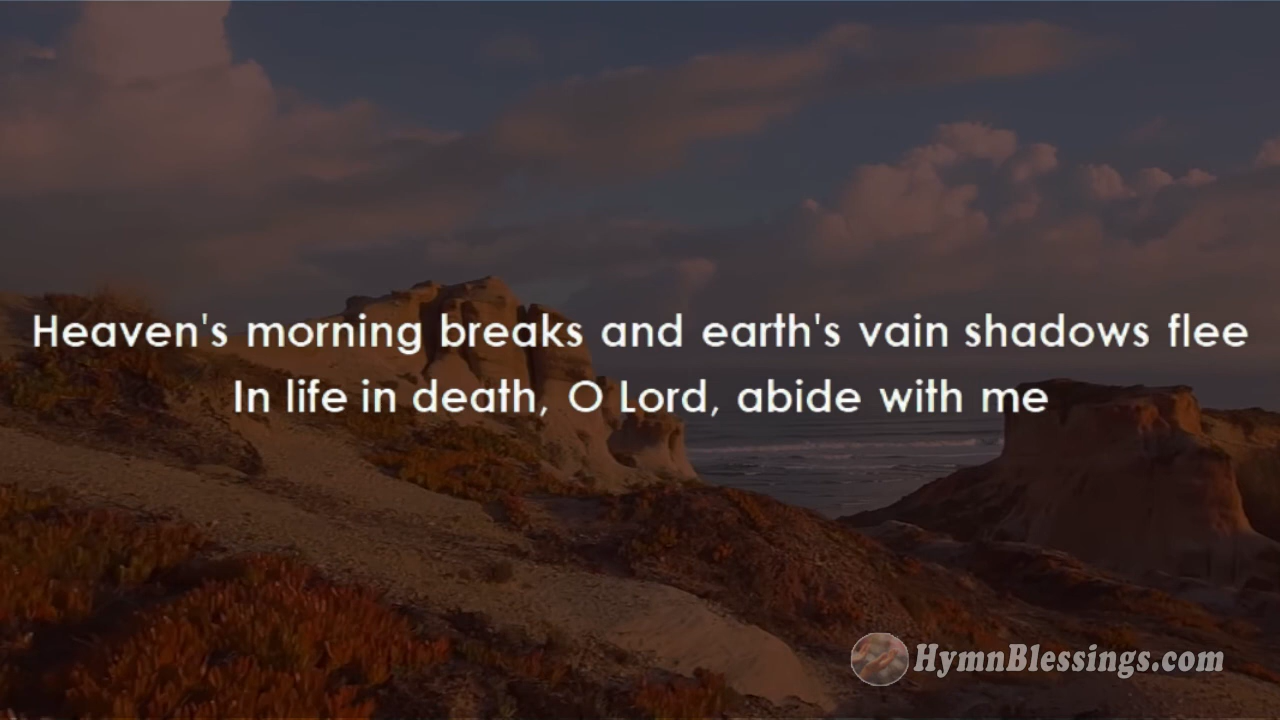 Heaven's morning breaks and earth's vain shadows flee
In life in death, O Lord, abide with me
HymnBlessings.com